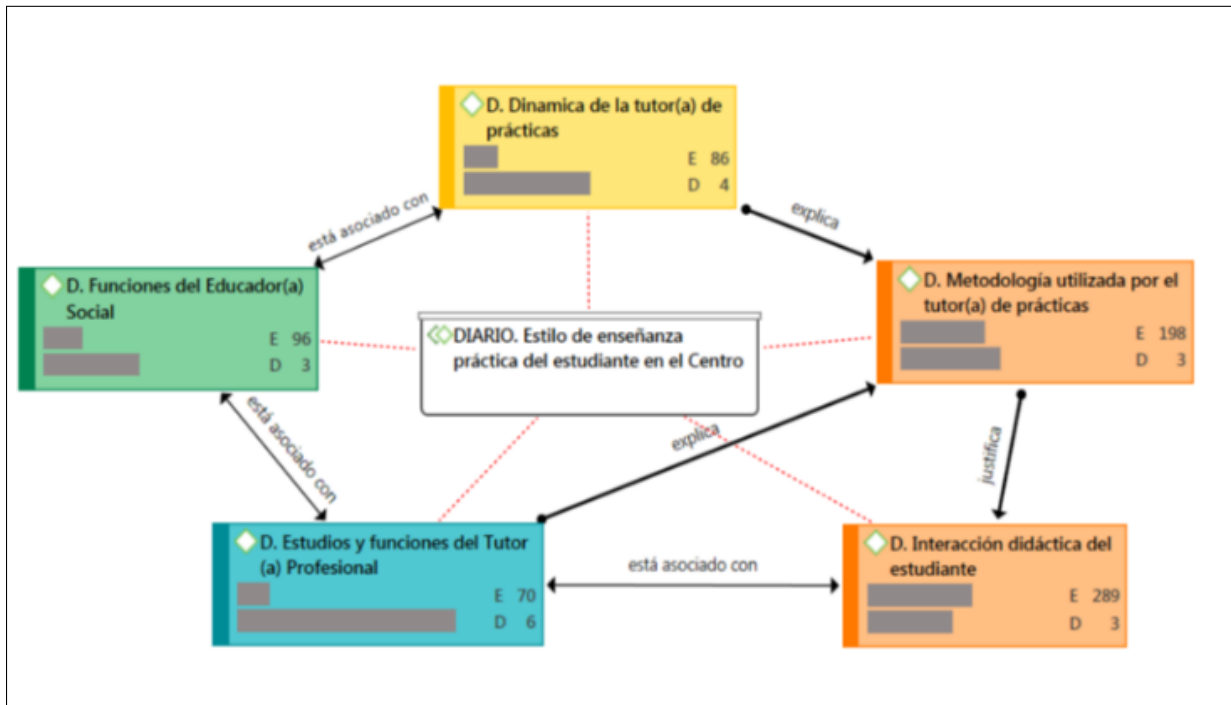 D. Dinamica de la tutor(a) de
prácticas
E 86
D 4
está asociado con
explica
D. Funciones del Educador(a)
Social
E 96
D 3
DIARIO. Estilo de enseñanza
práctica del estudiante en el Centro
D. Metodología utilizada por el
tutor(a) de prácticas
E 198
D 3
está asociado con
explica
justifica
D. Estudios y funciones del Tutor
(a) Profesional
E 70
D 6
está asociado con
D. Interacción didáctica del
estudiante
E 289
D 3